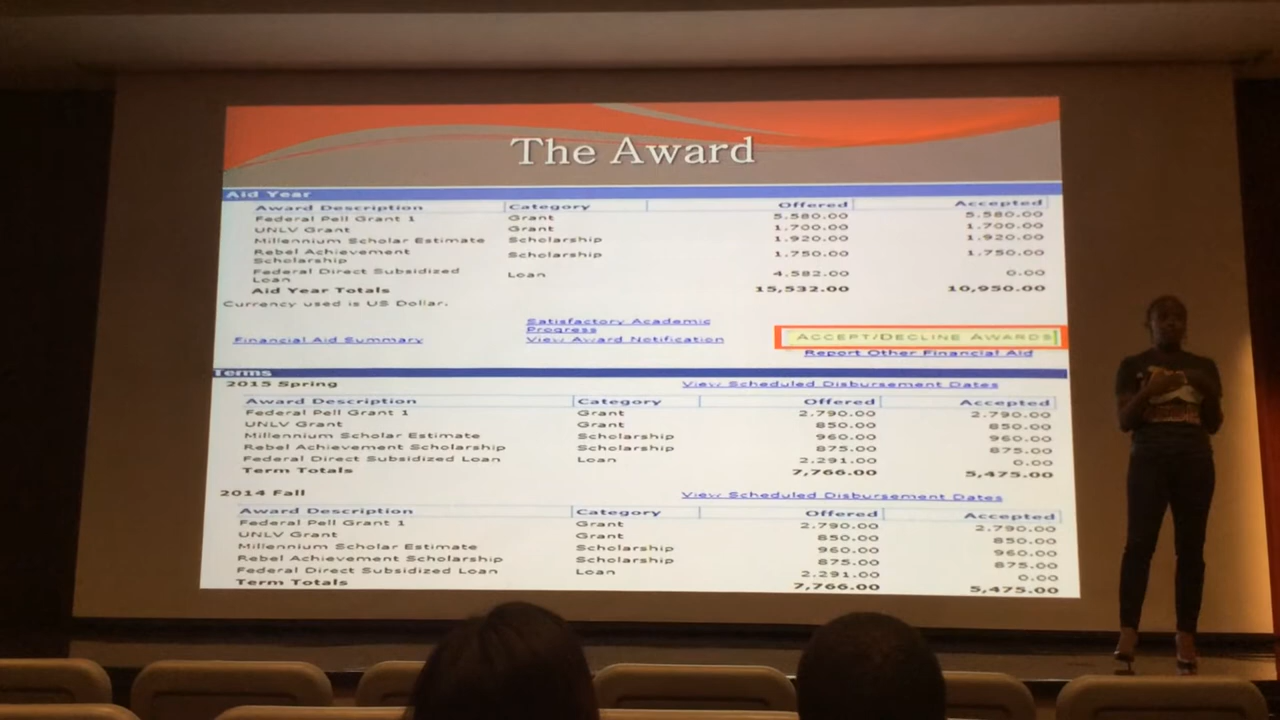 The Award
Aid Year
Award Description Category Offered Accepted
Federal Pell Grant 1 Grant 5,580.00 5,580.00
UNLV Grant Grant 1,700.00 1,700.00
Millennium Scholar Estimate Scholarship 1,920.00 1,920.00
Rebel Achievement Scholarship 1,750.00 1,750.00
Scholarship
Federal Direct Subsidized Loan 4,582.00 0.00
Loan
Aid Year Totals 15,532.00 10,950.00
Currency used is US Dollar.
Satisfactory Academic
Progress
Financial Aid Summary View Award Notification ACCEPT/DECLINE AWARDS
Report Other Financial Aid
Terms
2015 Spring View Scheduled Disbursement Dates
Award Description Category Offered Accepted
Federal Pell Grant 1 Grant 2,790.00 2,790.00
UNLV Grant Grant 850.00 850.00
Millennium Scholar Estimate Scholarship 960.00 960.00
Rebel Achievement Scholarship Scholarship 875.00 875.00
Federal Direct Subsidized Loan Loan 2,291.00 0.00
Term Totals 7,766.00 5,475.00
2014 Fall View Scheduled Disbursement Dates
Award Description Category Offered Accepted
Federal Pell Grant 1 Grant 2,790.00 2,790.00
UNLV Grant Grant 850.00 850.00
Millennium Scholar Estimate Scholarship 960.00 960.00
Rebel Achievement Scholarship Scholarship 875.00 875.00
Federal Direct Subsidized Loan Loan 2,291.00 0.00
Term Totals 7,766.00 5,475.00